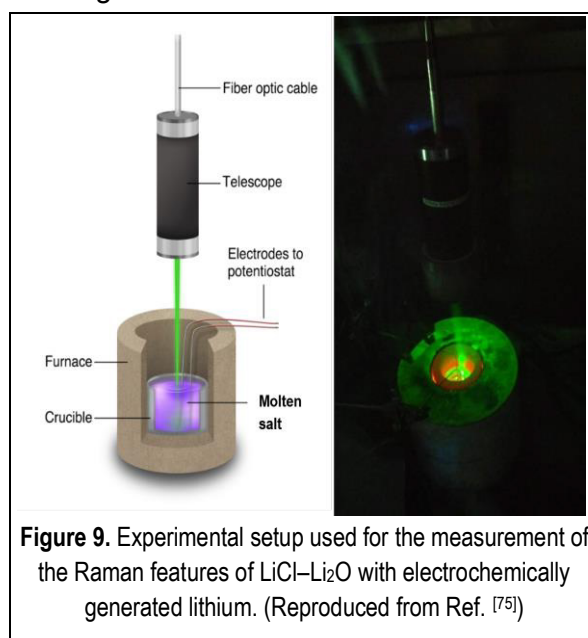 Fiber optic cable
Telescope
Electrodes to
potentiostat
Furnace
Crucible
Molten
salt
Figure 9. Experimental setup used for the measurement of
the Raman features of LiCl–Li₂O with electrochemically
generated lithium. (Reproduced from Ref. [75])